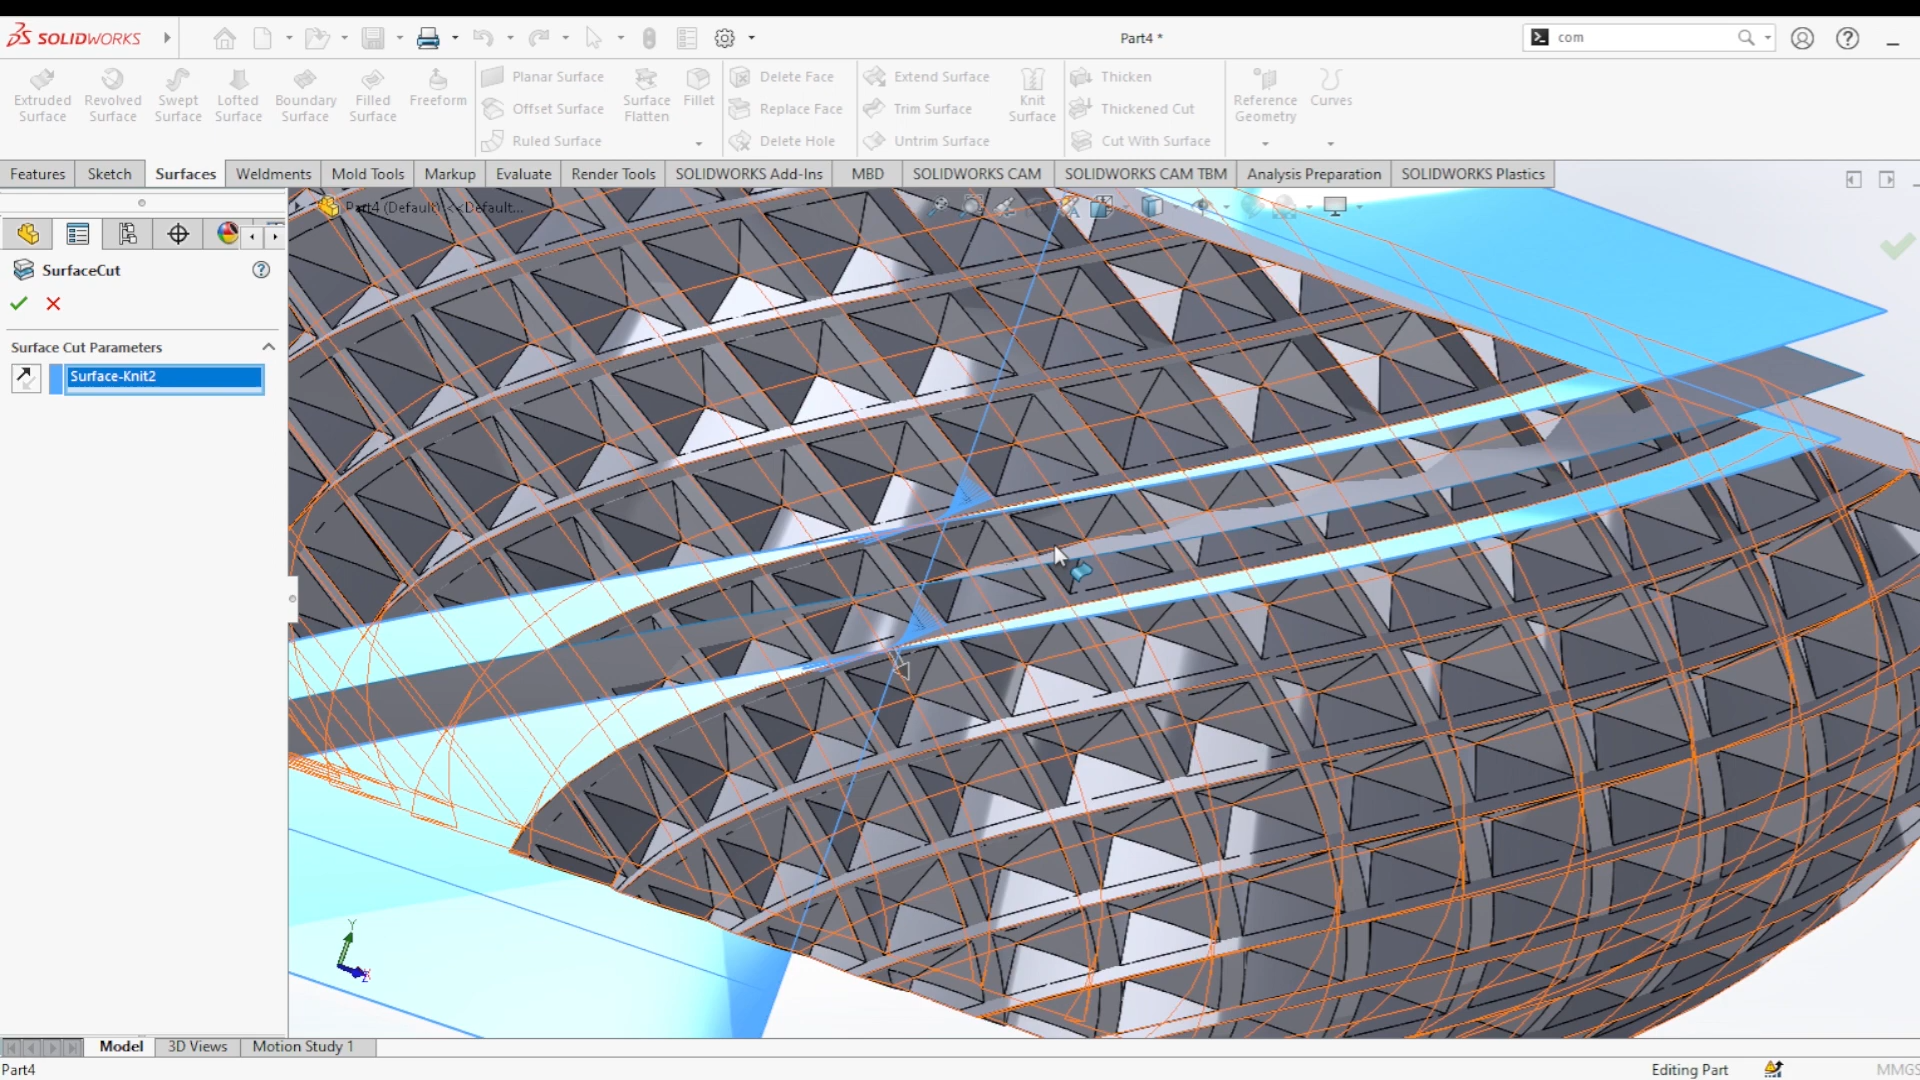 SOLIDWORKS
Part4 *
com
Extruded Surface
Revolved Surface
Swept Surface
Lofted Surface
Boundary Surface
Filled Surface
Freeform
Planar Surface
Offset Surface
Ruled Surface
Surface Flatten
Fillet
Delete Face
Replace Face
Delete Hole
Extend Surface
Trim Surface
Untrim Surface
Knit Surface
Thicken
Thickened Cut
Cut With Surface
Reference Geometry
Curves
Features
Sketch
Surfaces
Weldments
Mold Tools
Markup
Evaluate
Render Tools
SOLIDWORKS Add-Ins
MBD
SOLIDWORKS CAM
SOLIDWORKS CAM TBM
Analysis Preparation
SOLIDWORKS Plastics
Part4 (Default) <<Default...
SurfaceCut
Surface Cut Parameters
Surface-Knit2
Y
Z
Model
3D Views
Motion Study 1
Part4
Editing Part
MMGS